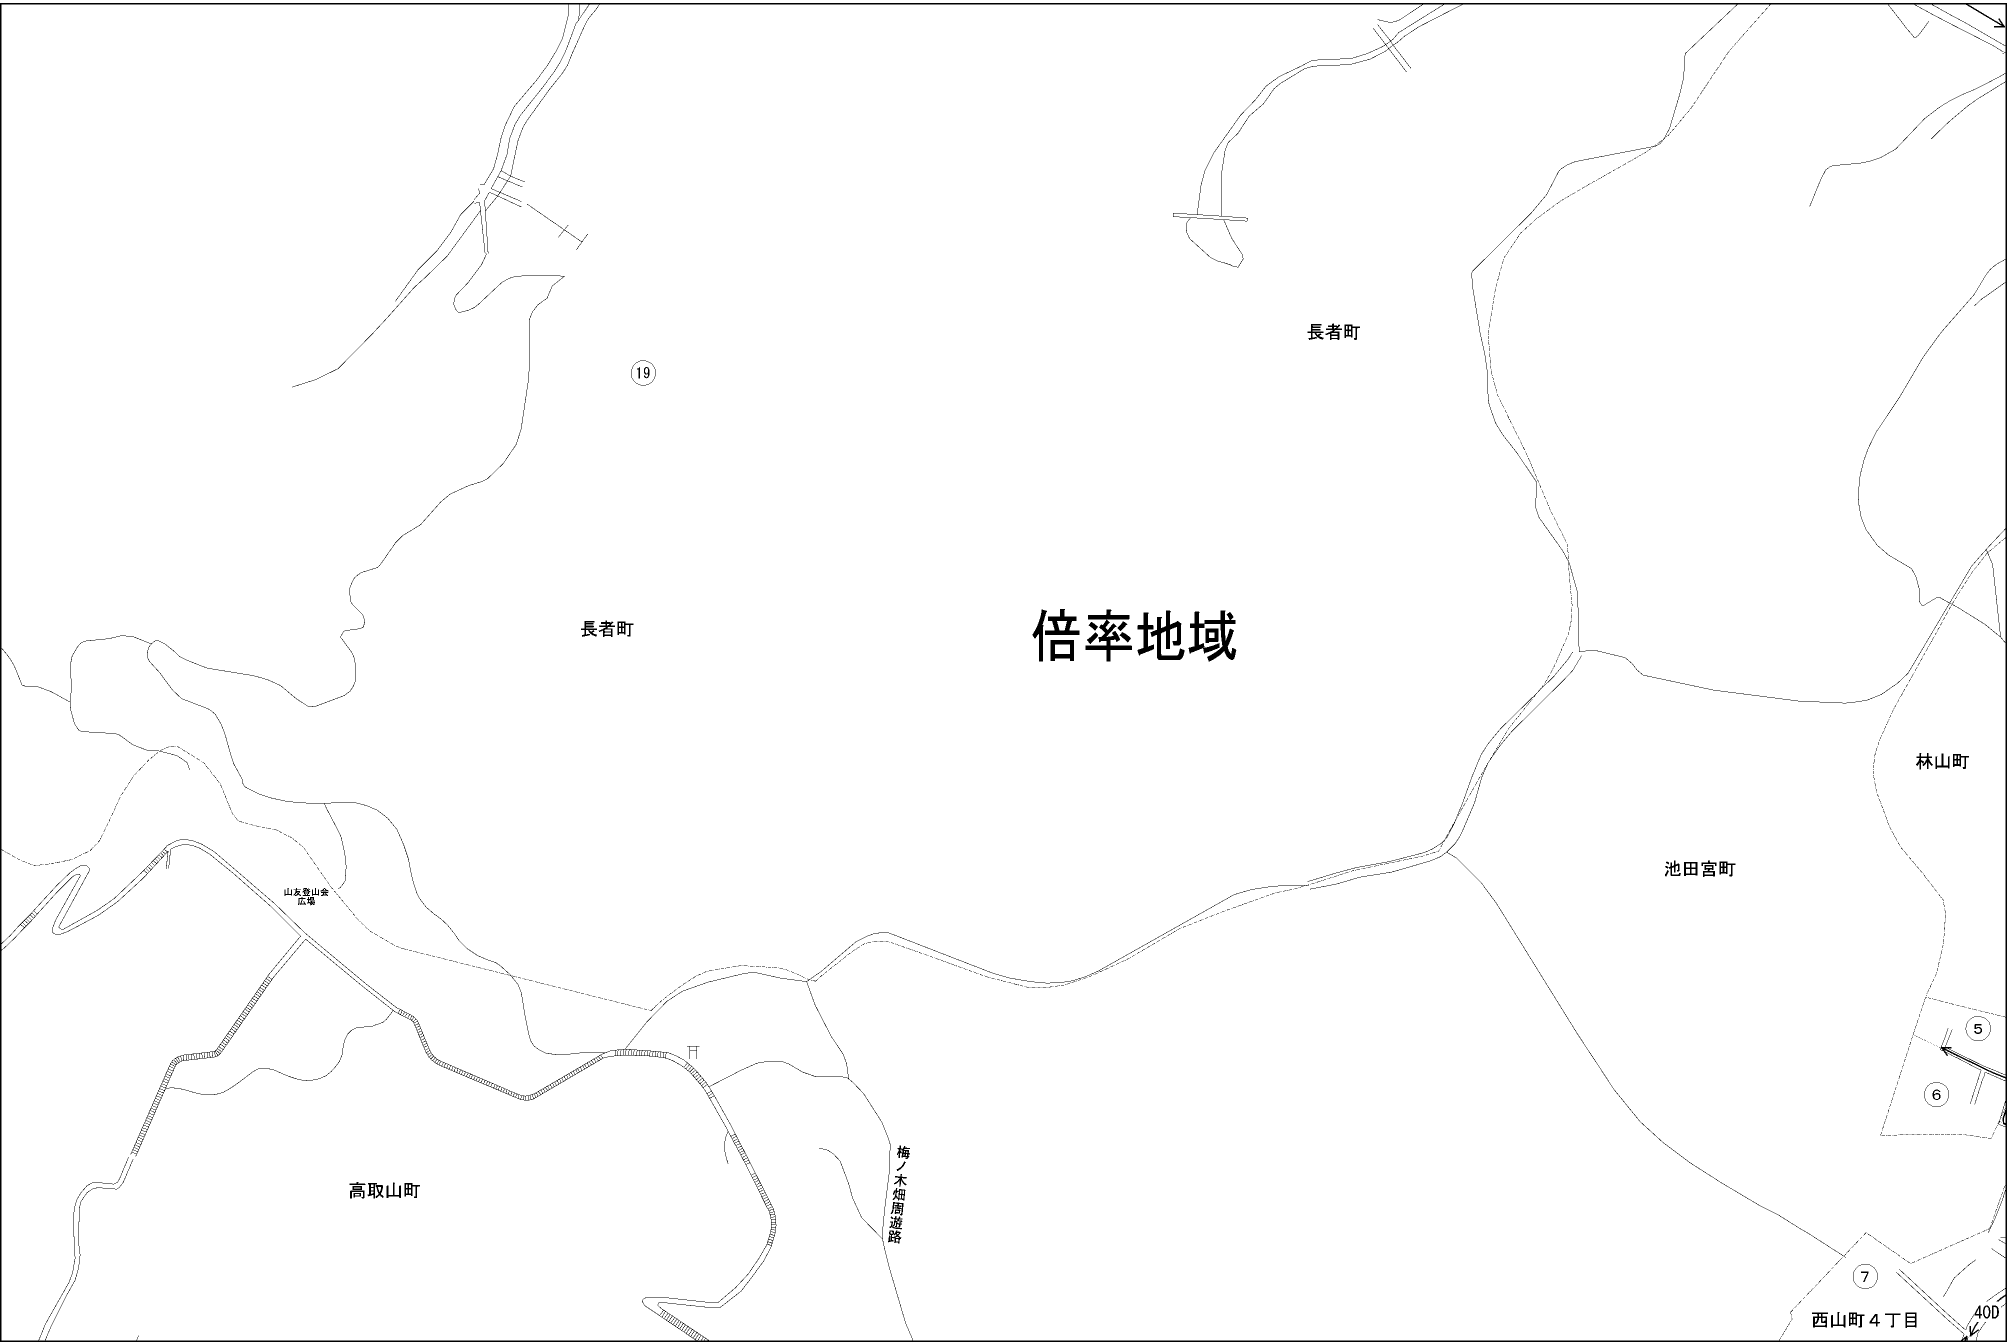 長者町
19
長者町
倍率地域
林山町
池田宮町
山友登山会
広場
5
6
梅ノ木畑周遊路
高取山町
7
西山町4丁目
40D